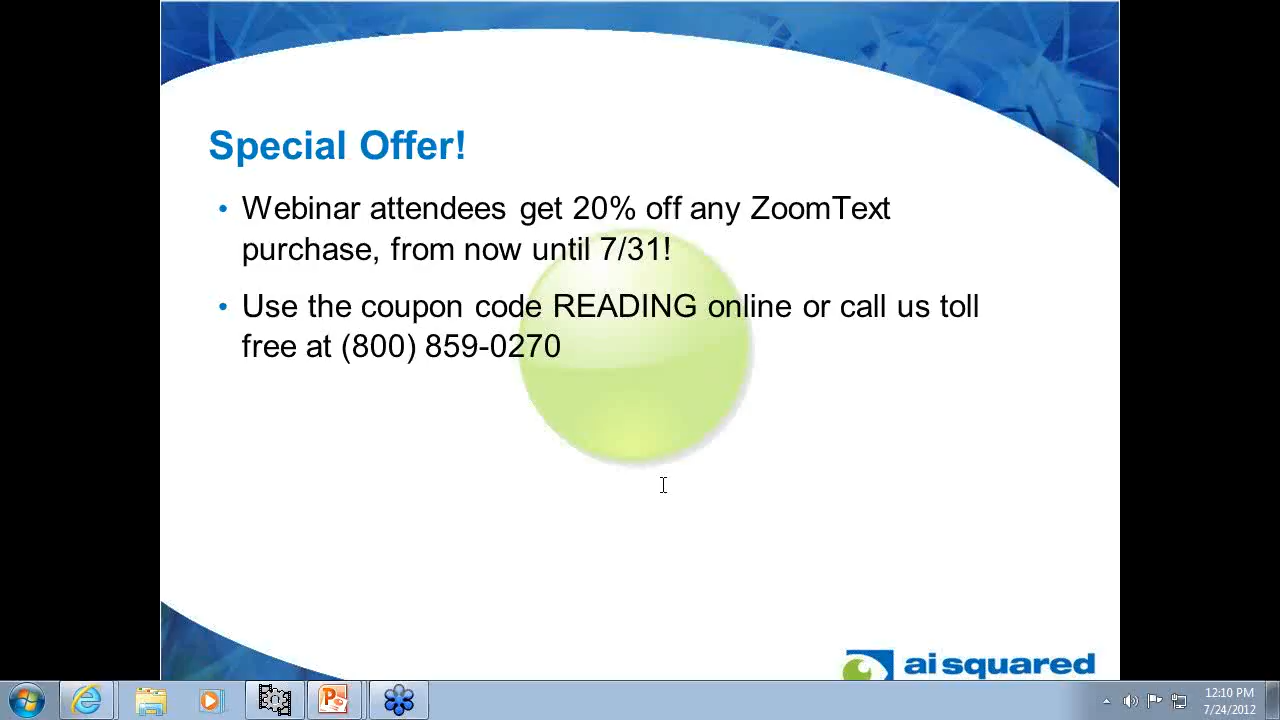 Special Offer!
• Webinar attendees get 20% off any ZoomText
purchase, from now until 7/31!
• Use the coupon code READING online or call us toll
free at (800) 859-0270
ai squared
12:10 PM
7/24/2012